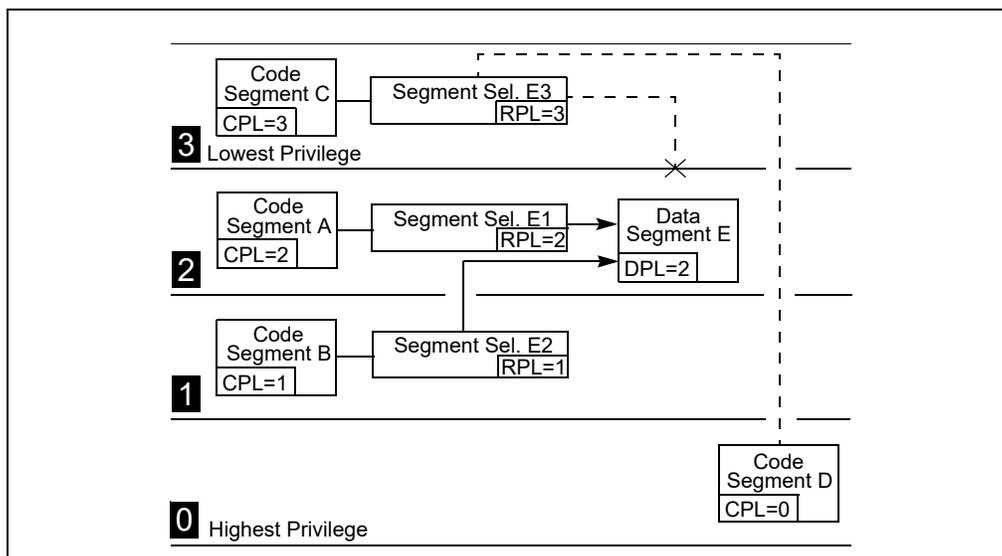 Code
Segment C
CPL=3
Segment Sel. E3
RPL=3
3
Lowest Privilege
Code
Segment A
CPL=2
Segment Sel. E1
RPL=2
Data
Segment E
DPL=2
2
Code
Segment B
CPL=1
Segment Sel. E2
RPL=1
1
Code
Segment D
CPL=0
0
Highest Privilege